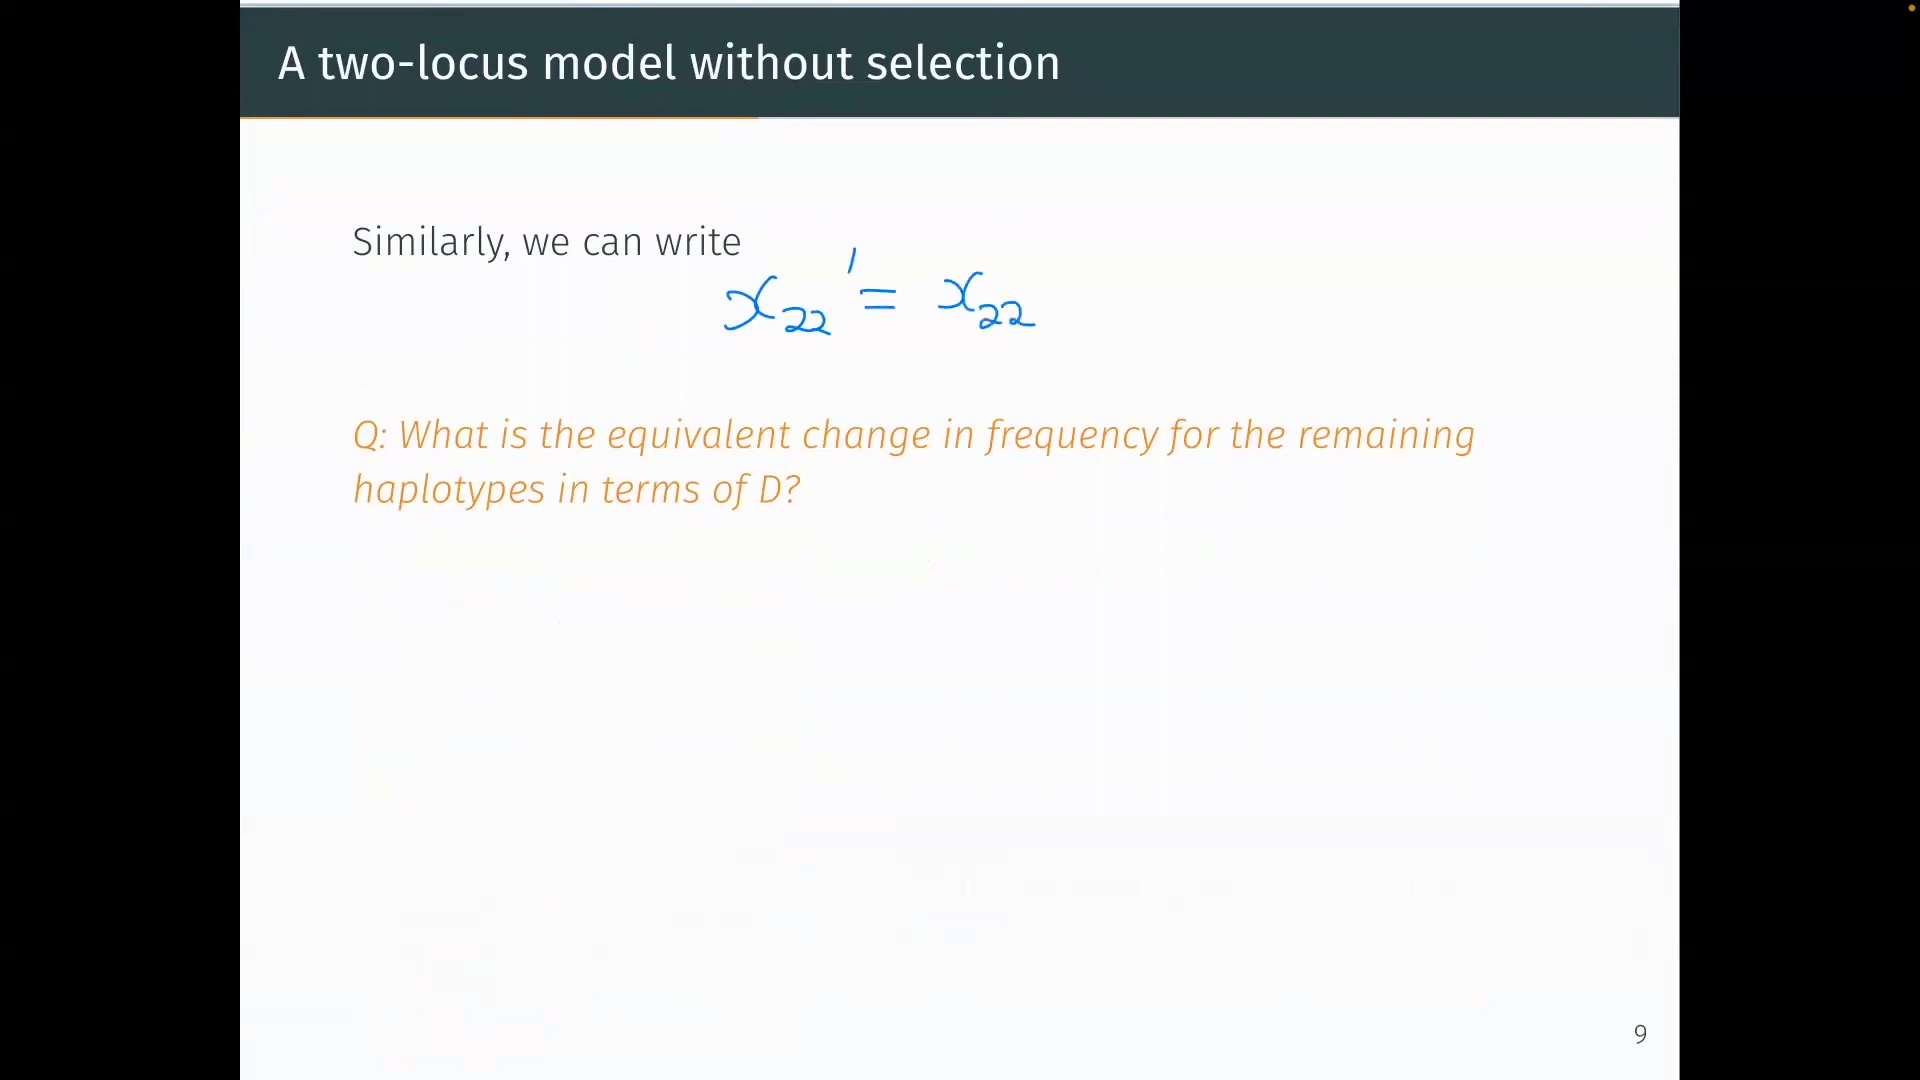 A two-locus model without selection
Similarly, we can write
x₂₂' = x₂₂
Q: What is the equivalent change in frequency for the remaining
haplotypes in terms of D?
9